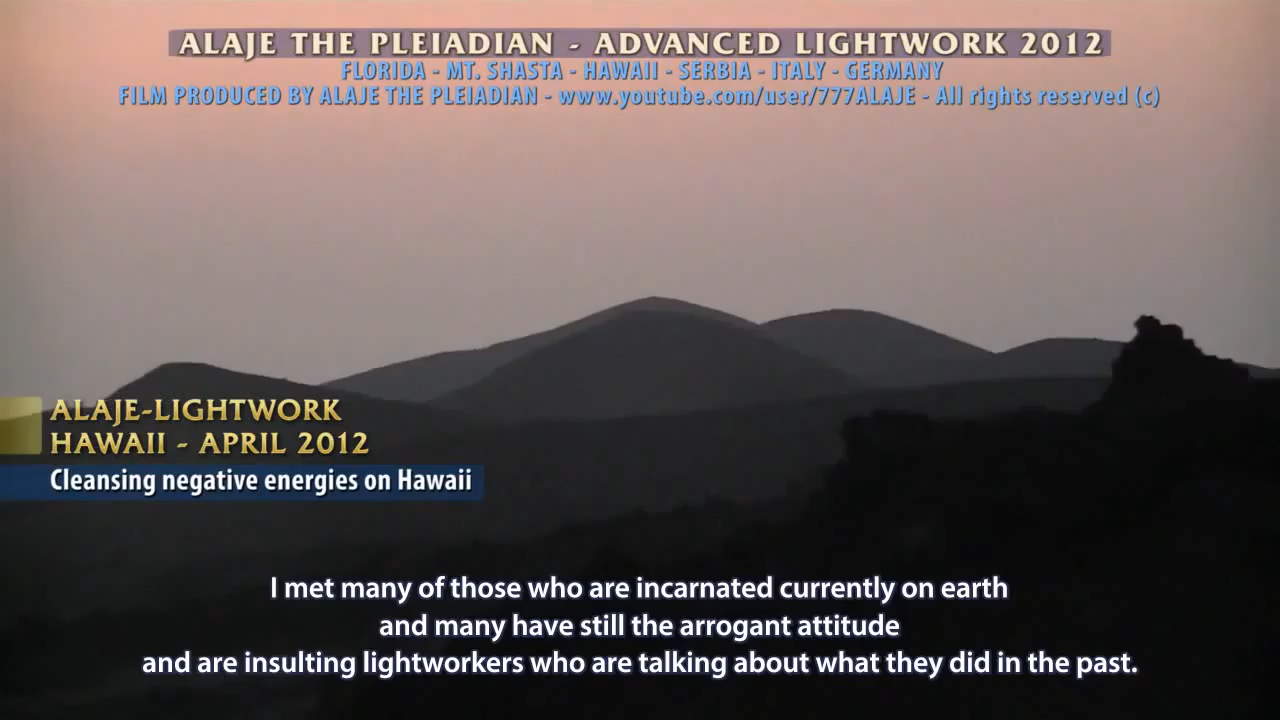 ALAJE THE PLEIADIAN - ADVANCED LIGHTWORK 2012
FLORIDA - MT. SHASTA - HAWAII - SERBIA - ITALY - GERMANY
FILM PRODUCED BY ALAJE THE PLEIADIAN - www.youtube.com/user/777ALAJE - All rights reserved (c)
ALAJE-LIGHTWORK
HAWAII - APRIL 2012
Cleansing negative energies on Hawaii
I met many of those who are incarnated currently on earth
and many have still the arrogant attitude
and are insulting lightworkers who are talking about what they did in the past.